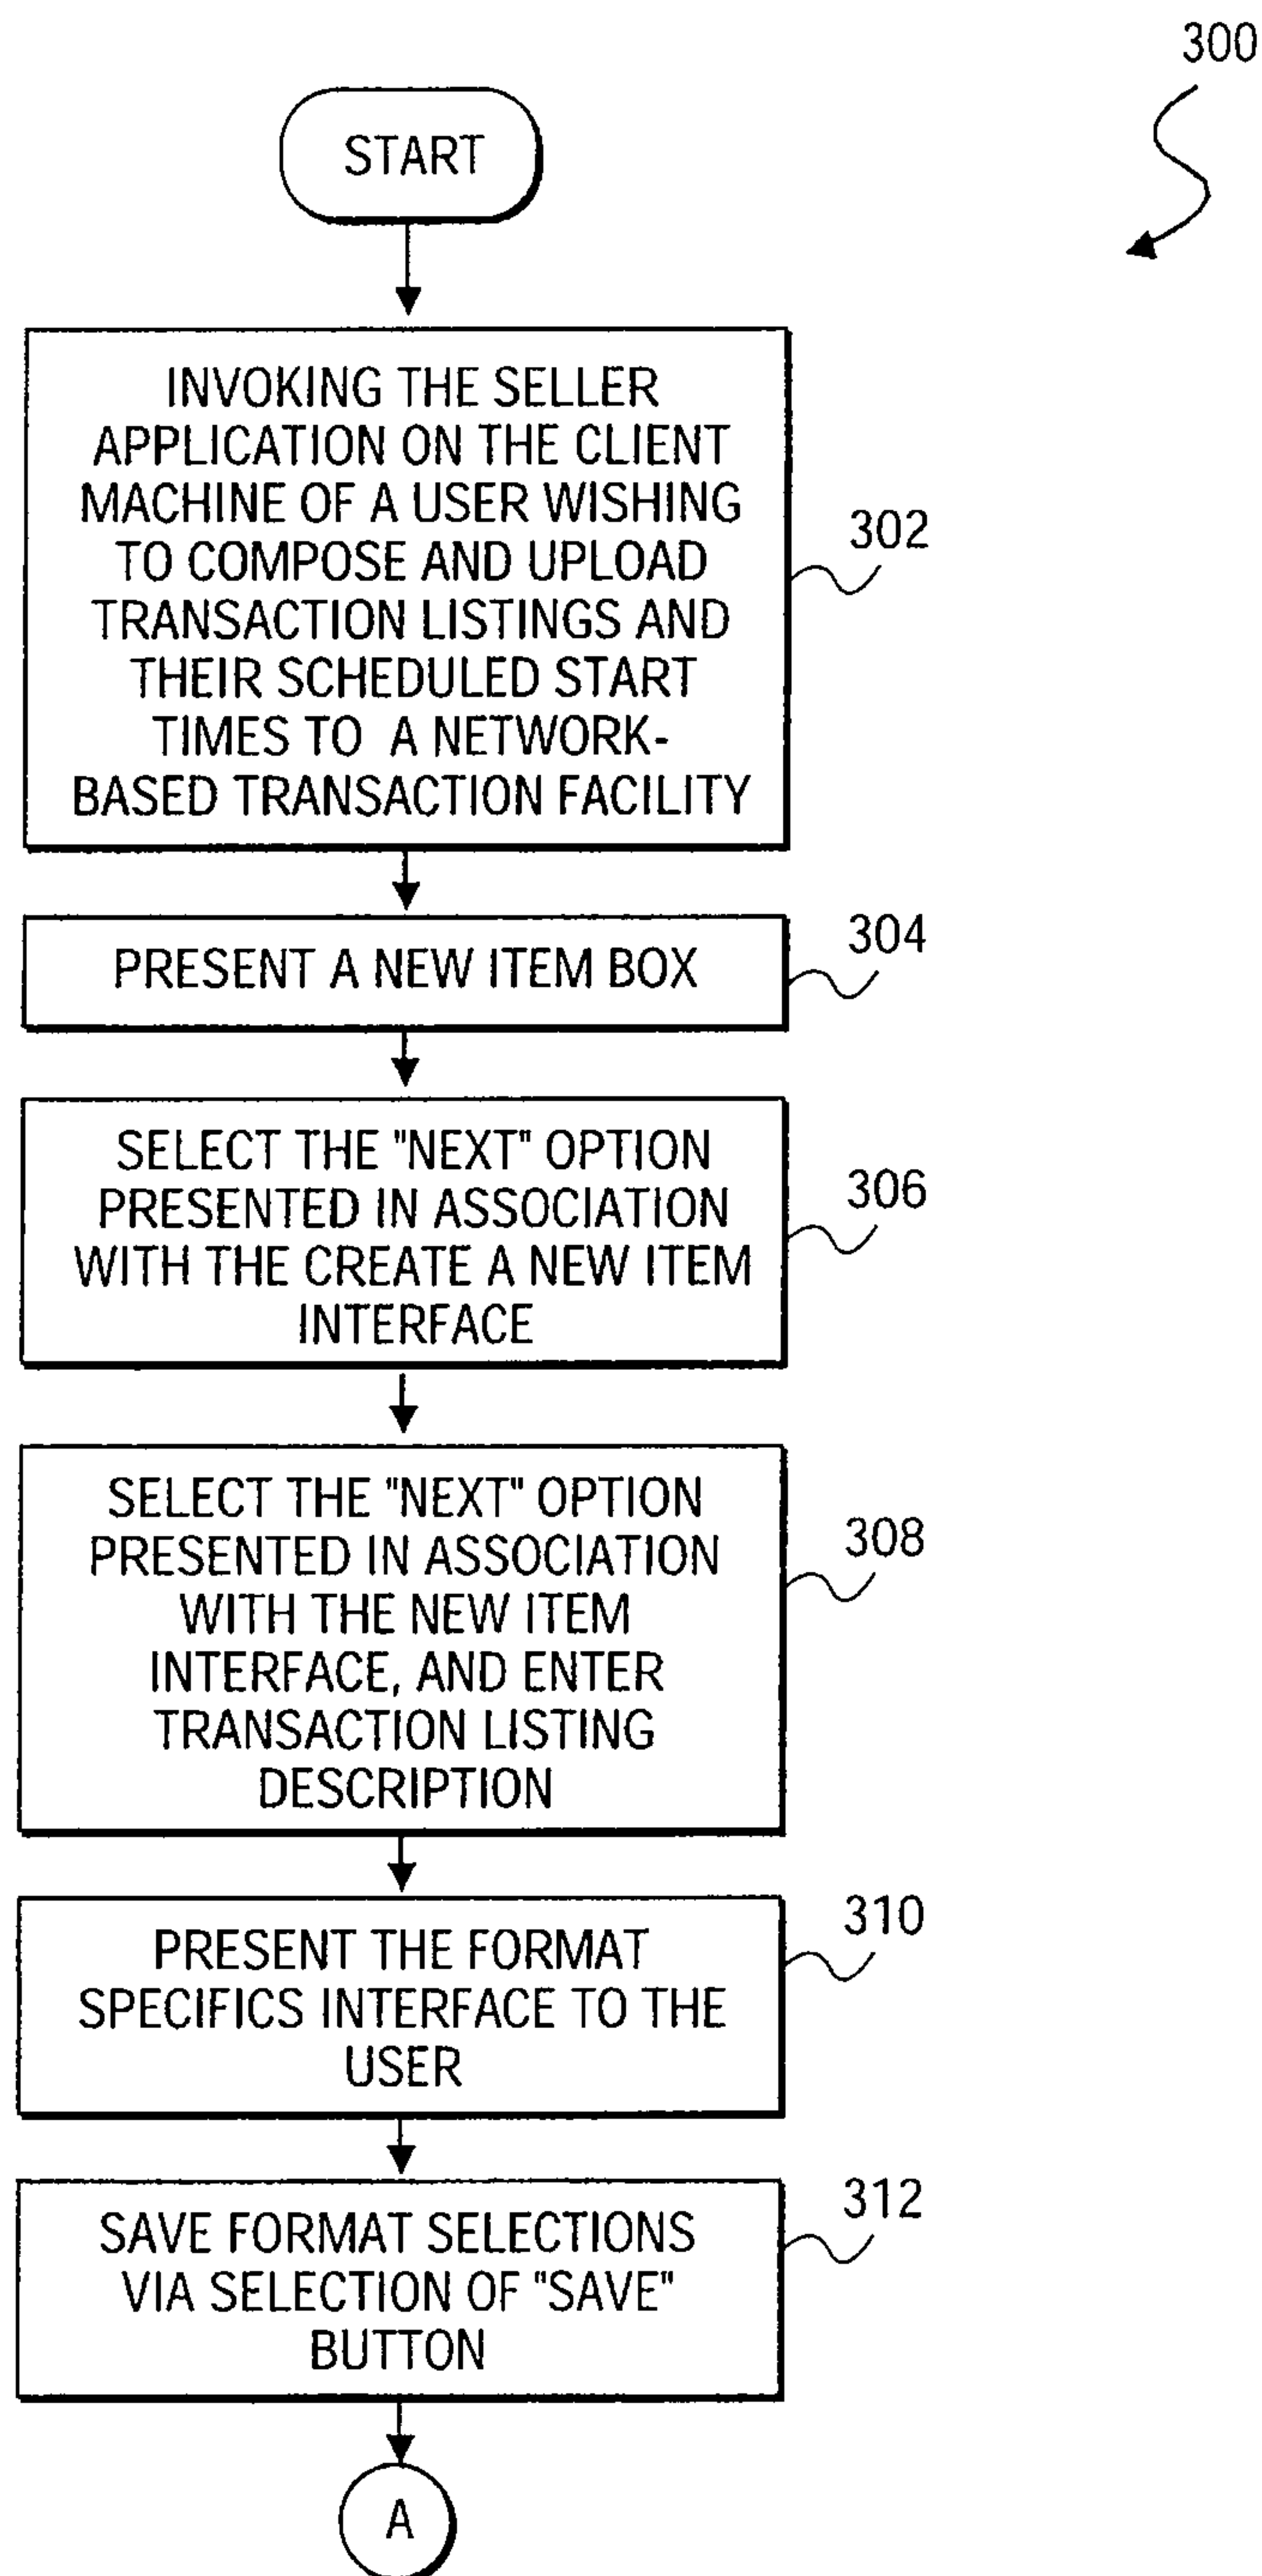 300
START
INVOKING THE SELLER
APPLICATION ON THE CLIENT
MACHINE OF A USER WISHING
TO COMPOSE AND UPLOAD
TRANSACTION LISTINGS AND
THEIR SCHEDULED START
TIMES TO A NETWORK-
BASED TRANSACTION FACILITY
302
PRESENT A NEW ITEM BOX
304
SELECT THE "NEXT" OPTION
PRESENTED IN ASSOCIATION
WITH THE CREATE A NEW ITEM
INTERFACE
306
SELECT THE "NEXT" OPTION
PRESENTED IN ASSOCIATION
WITH THE NEW ITEM
INTERFACE, AND ENTER
TRANSACTION LISTING
DESCRIPTION
308
PRESENT THE FORMAT
SPECIFICS INTERFACE TO THE
USER
310
SAVE FORMAT SELECTIONS
VIA SELECTION OF "SAVE"
BUTTON
312
A